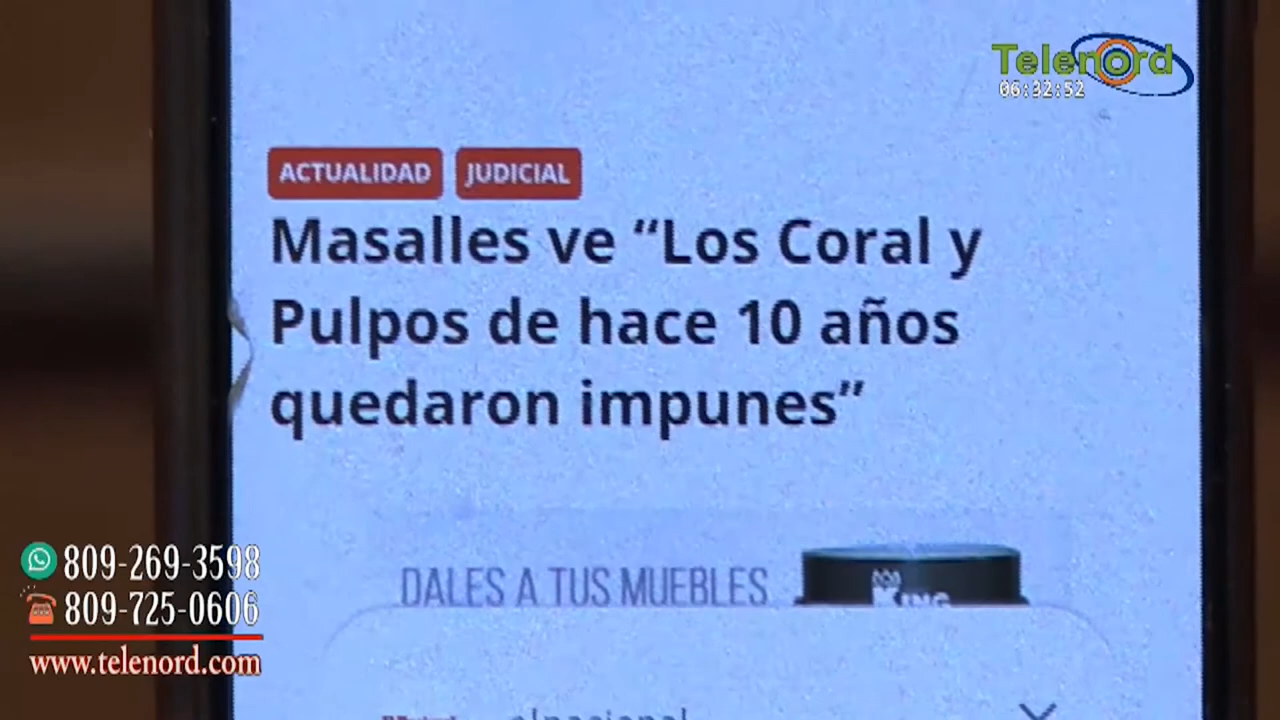 Telenord
06:32:52
ACTUALIDAD JUDICIAL
Masalles ve “Los Coral y
Pulpos de hace 10 años
quedaron impunes”
DALES A TUS MUEBLES
809-269-3598
809-725-0606
www.telenord.com